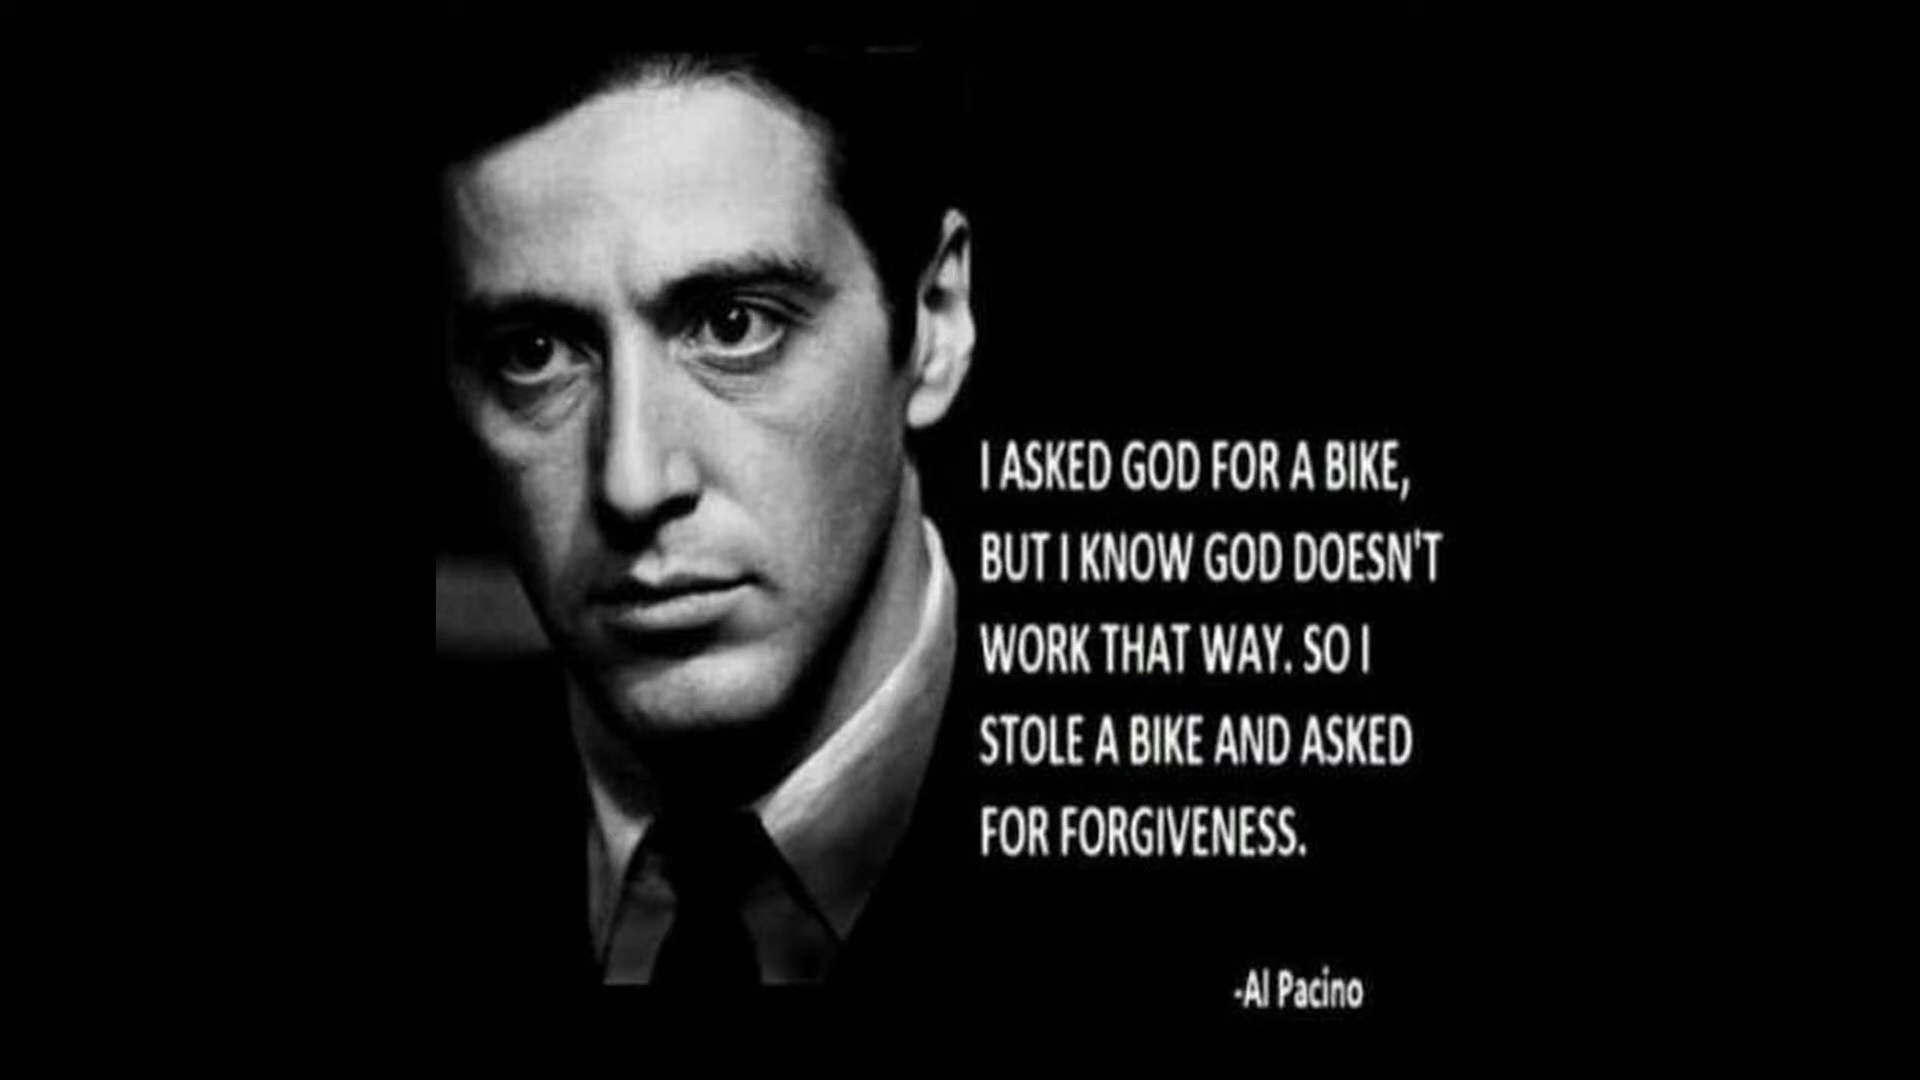 I ASKED GOD FOR A BIKE,
BUT I KNOW GOD DOESN'T
WORK THAT WAY. SO I
STOLE A BIKE AND ASKED
FOR FORGIVENESS.
-Al Pacino